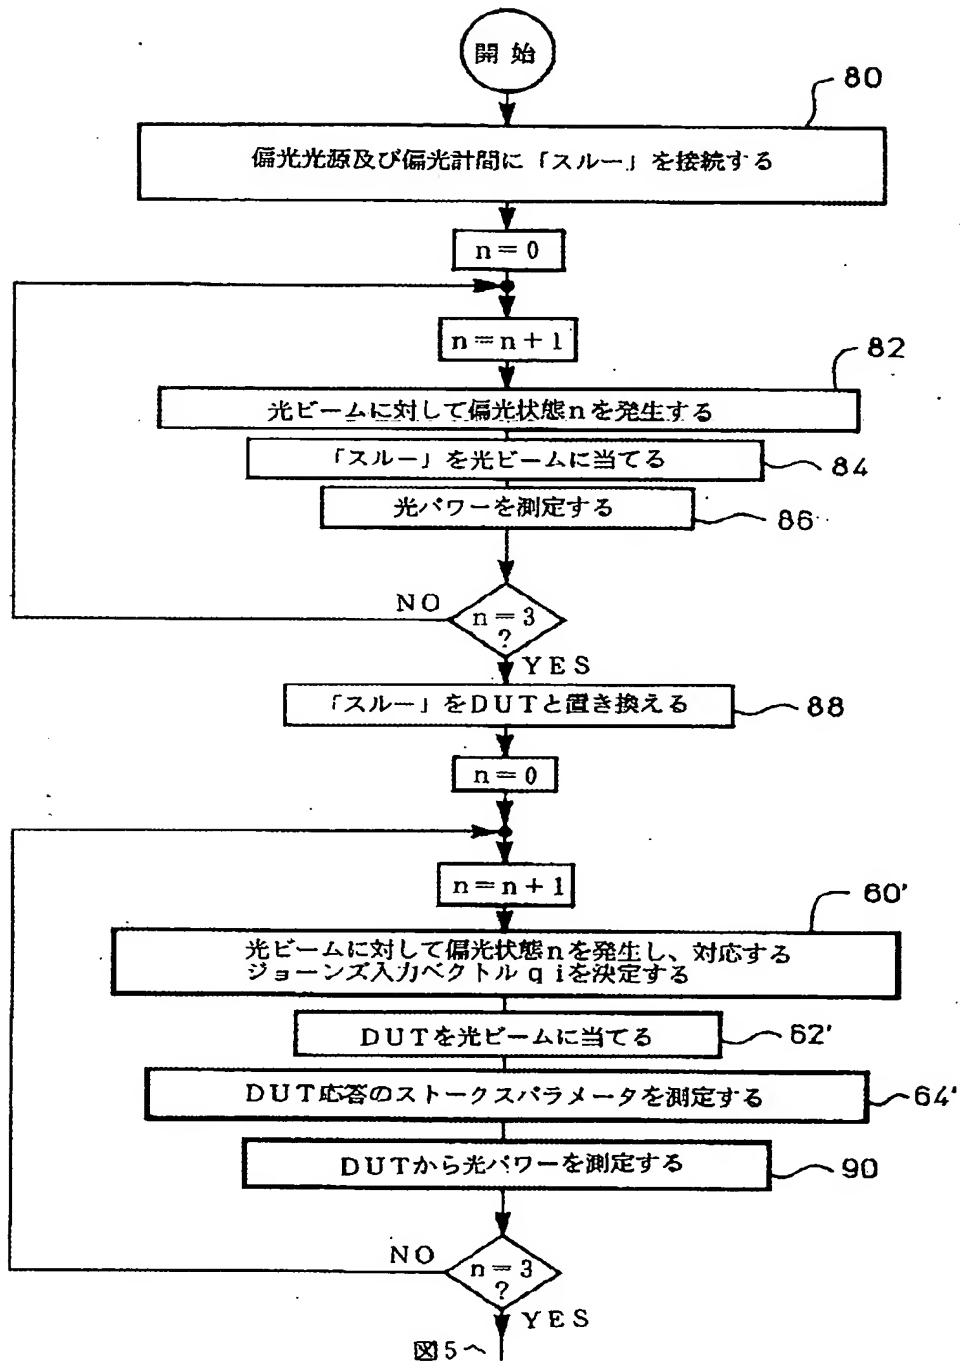 開始
80
偏光光源及び偏光計間に「スルー」を接続する
n=0
n=n+1
82
光ビームに対して偏光状態nを発生する
「スルー」を光ビームに当てる
84
光パワーを測定する
86
NO
n=3
?
YES
「スルー」をDUTと置き換える
88
n=0
n=n+1
60'
光ビームに対して偏光状態nを発生し、対応する
ジョーンズ入力ベクトルqiを決定する
DUTを光ビームに当てる
62'
DUT応答のストークスパラメータを測定する
64'
DUTから光パワーを測定する
90
NO
n=3
?
YES
図5へ